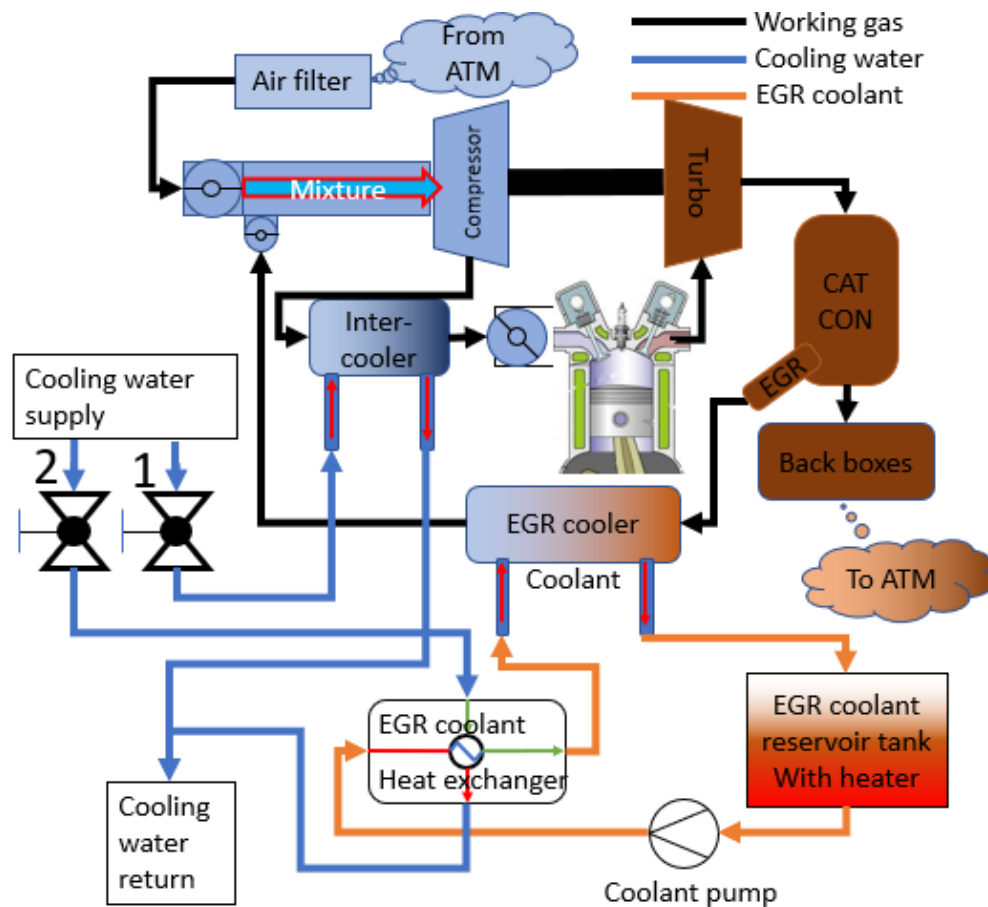 From
ATM
Working gas
Cooling water
EGR coolant
Air filter
Mixture
Compressor
Turbo
CAT
CON
EGR
Inter-
cooler
Cooling water
supply
2
1
Back boxes
EGR cooler
Coolant
To ATM
EGR coolant
Heat exchanger
EGR coolant
reservoir tank
With heater
Cooling
water
return
Coolant pump